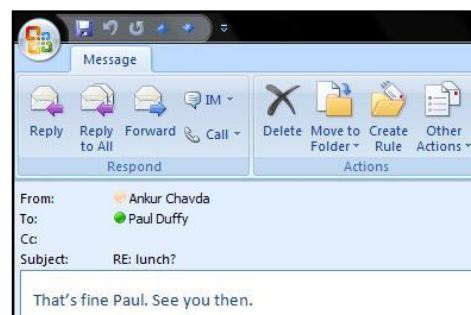 Message
IM
Call
Reply
Reply to All
Forward
Delete
Move to Folder
Create Rule
Other Actions
Respond
Actions
From: Ankur Chavda
To: Paul Duffy
Cc:
Subject: RE: lunch?
That's fine Paul. See you then.